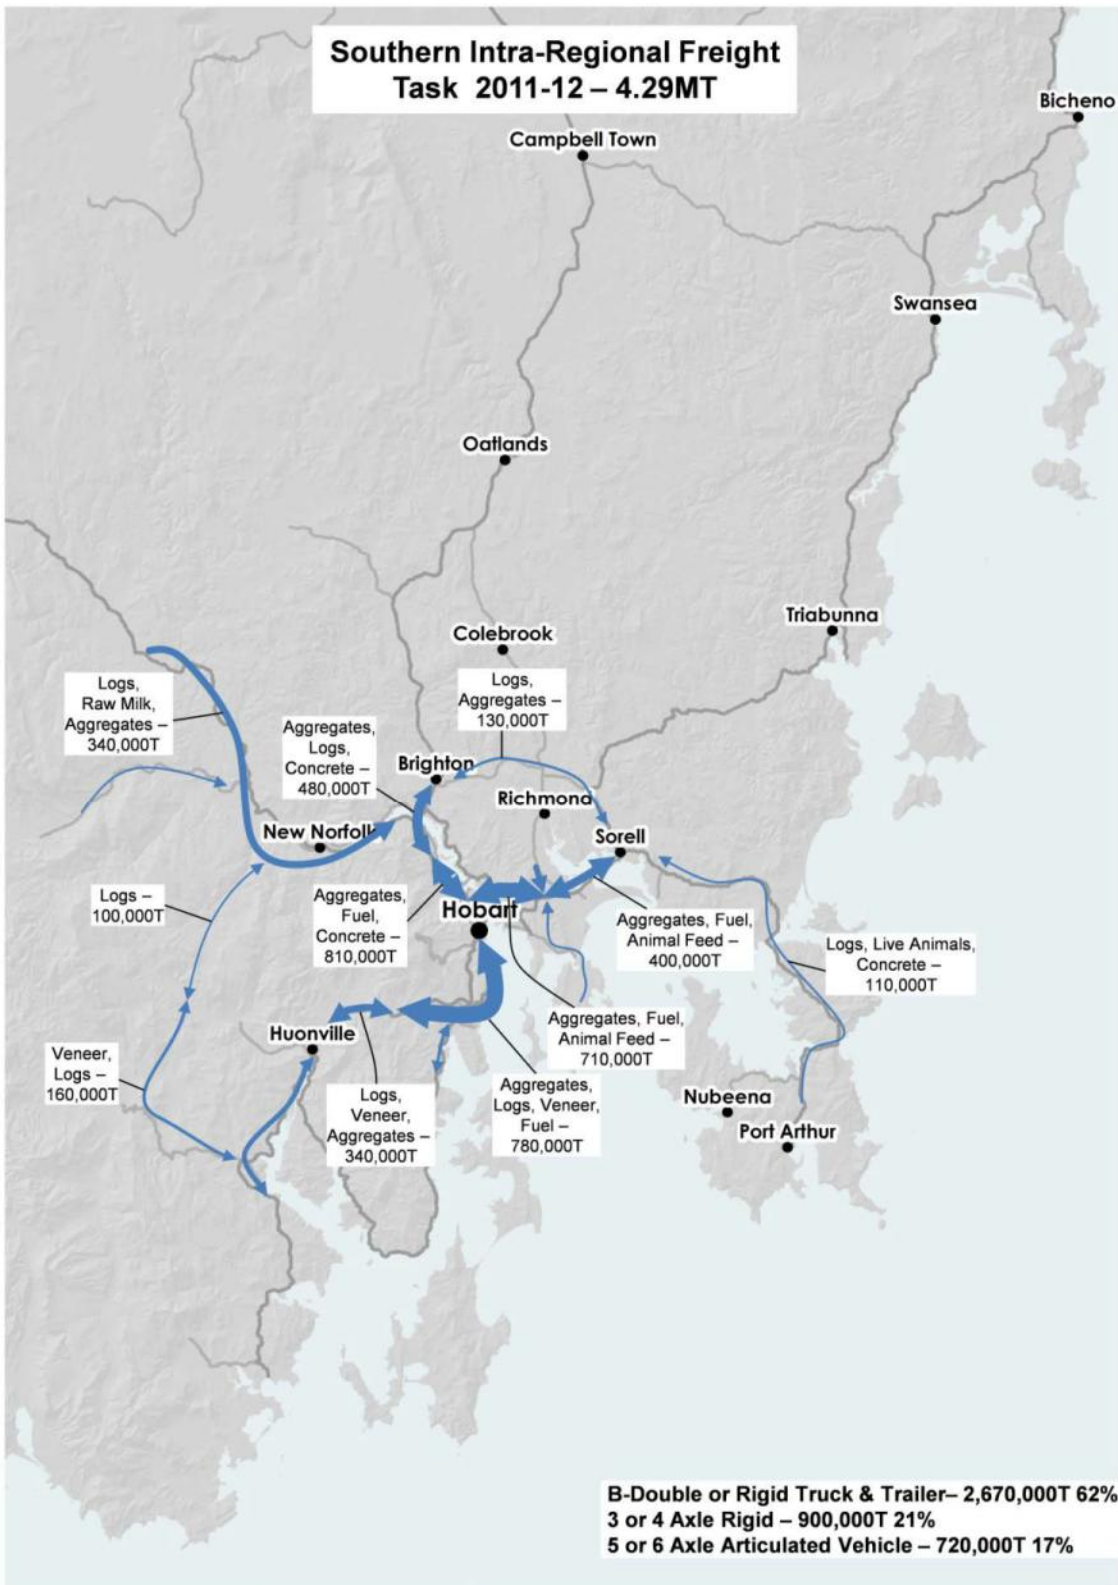 Southern Intra-Regional Freight
Task 2011-12 – 4.29MT
Bicheno
Campbell Town
Swansea
Oatlands
Triabunna
Colebrook
Logs,
Raw Milk,
Aggregates –
340,000T
Logs,
Aggregates –
130,000T
Aggregates,
Logs,
Concrete –
480,000T
Brighton
Richmona
New Norfolk
Sorell
Logs –
100,000T
Aggregates,
Fuel,
Concrete –
810,000T
Hobart
Aggregates, Fuel,
Animal Feed –
400,000T
Logs, Live Animals,
Concrete –
110,000T
Huonville
Aggregates, Fuel,
Animal Feed –
710,000T
Veneer,
Logs –
160,000T
Logs,
Veneer,
Aggregates –
340,000T
Aggregates,
Logs, Veneer,
Fuel –
780,000T
Nubeena
Port Arthur
B-Double or Rigid Truck & Trailer– 2,670,000T 62%
3 or 4 Axle Rigid – 900,000T 21%
5 or 6 Axle Articulated Vehicle – 720,000T 17%